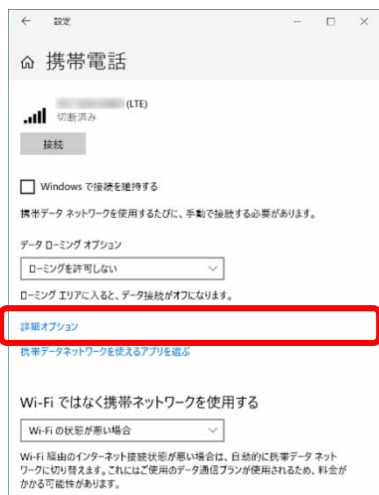 設定
携帯電話
(LTE)
切断済み
接続
Windows で接続を維持する
携帯データ ネットワークを使用するたびに、手動で接続する必要があります。
データ ローミング オプション
ローミングを許可しない
ローミング エリアに入ると、データ接続がオフになります。
詳細オプション
携帯データネットワークを使えるアプリを選ぶ
Wi-Fi ではなく携帯ネットワークを使用する
Wi-Fi の状態が悪い場合
Wi-Fi 経由のインターネット接続状態が悪い場合は、自動的に携帯データ ネット
ワークに切り替えます。これにはご使用のデータ通信プランが使用されるため、料金が
かかる可能性があります。